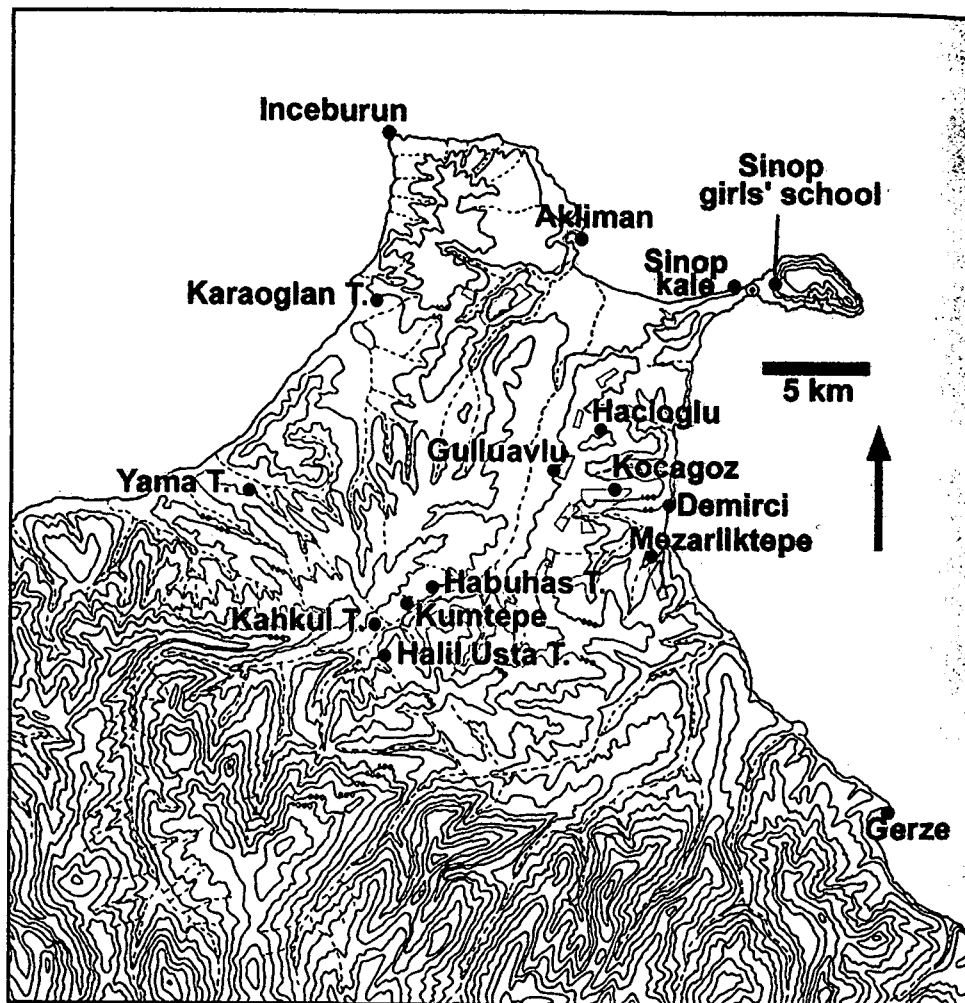 Inceburun
Sinop
girls' school
Akliman
Sinop
kale
Karaoglan T.
5 km
Hacioglu
Gulluavlu
Kocagoz
Yama T.
Demirci
Mezarliktepe
Habuhas T.
Kumtepe
Kahkul T.
Halil Usta T.
Gerze